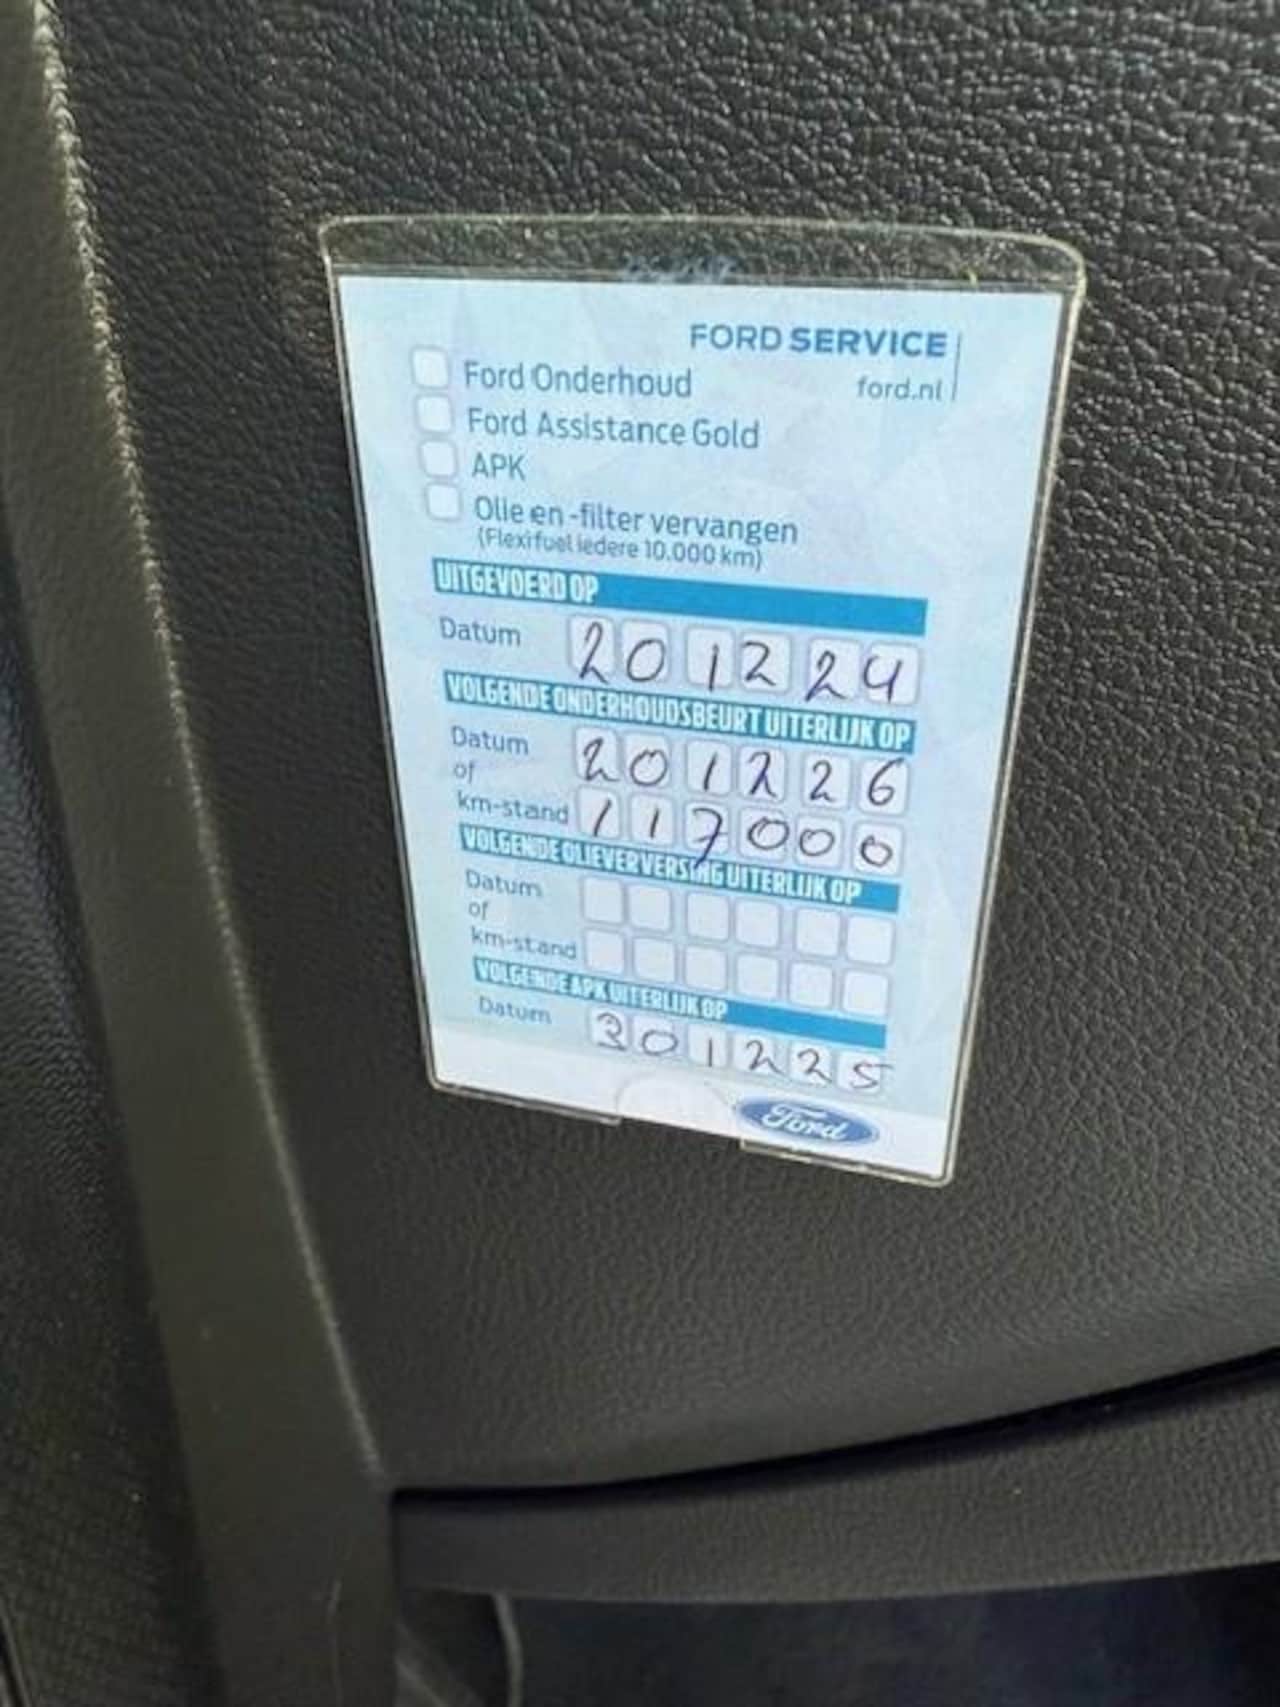 FORD SERVICE
ford.nl
Ford Onderhoud
Ford Assistance Gold
APK
Olie en -filter vervangen
(Flexifuel iedere 10.000 km)
UITGEVOERD OP
Datum 201224
VOLGENDE ONDERHOUDSBEURT UITERLIJK OP
Datum 201226
of
km-stand 117000
VOLGENDE OLIEVERVERSING UITERLIJK OP
Datum
of
km-stand
VOLGENDE APK UITERLIJK OP
Datum 301225
Ford